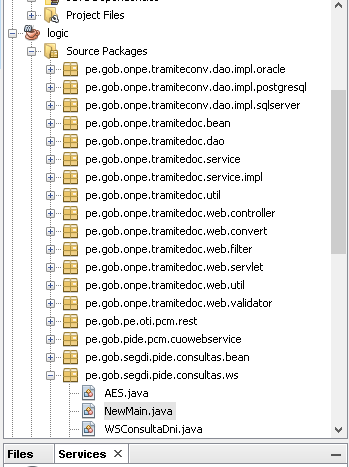 Project Files
logic
Source Packages
pe.gob.onpe.tramiteconv.dao.impl.oracle
pe.gob.onpe.tramiteconv.dao.impl.postgresql
pe.gob.onpe.tramiteconv.dao.impl.sqlserver
pe.gob.onpe.tramitedoc.bean
pe.gob.onpe.tramitedoc.dao
pe.gob.onpe.tramitedoc.service
pe.gob.onpe.tramitedoc.service.impl
pe.gob.onpe.tramitedoc.util
pe.gob.onpe.tramitedoc.web.controller
pe.gob.onpe.tramitedoc.web.convert
pe.gob.onpe.tramitedoc.web.filter
pe.gob.onpe.tramitedoc.web.servlet
pe.gob.onpe.tramitedoc.web.util
pe.gob.onpe.tramitedoc.web.validator
pe.gob.pe.oti.pcm.rest
pe.gob.pide.pcm.cuowebservice
pe.gob.segdi.pide.consultas.bean
pe.gob.segdi.pide.consultas.ws
AES.java
NewMain.java
WSConsultaDni.java
Files Services